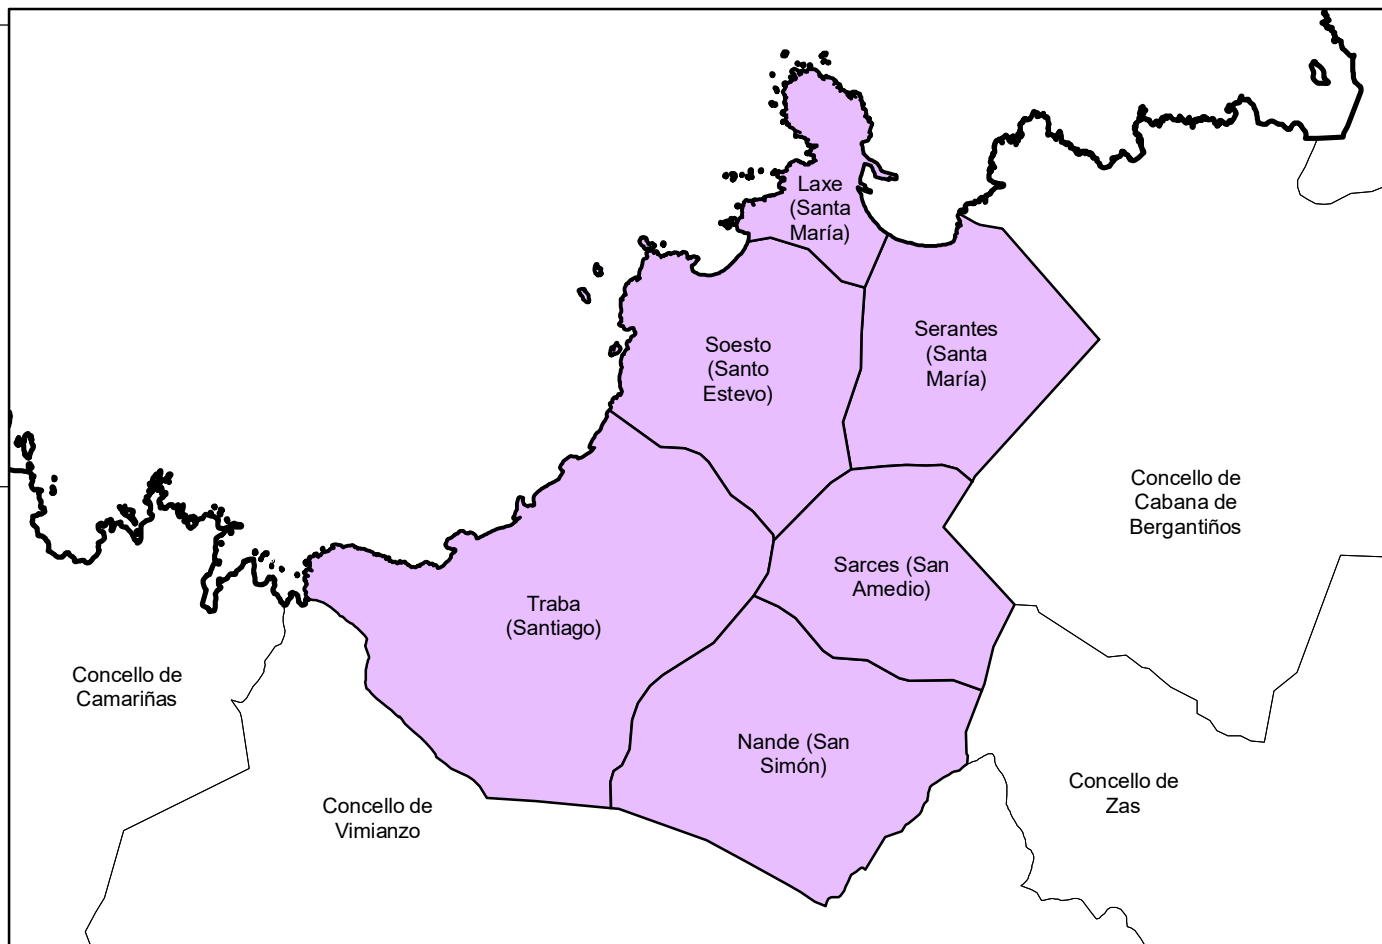 Laxe
(Santa
María)
Serantes
(Santa
María)
Soesto
(Santo
Estevo)
Concello de
Cabana de
Bergantiños
Sarces (San
Amedio)
Traba
(Santiago)
Concello de
Camariñas
Nande (San
Simón)
Concello de
Zas
Concello de
Vimianzo